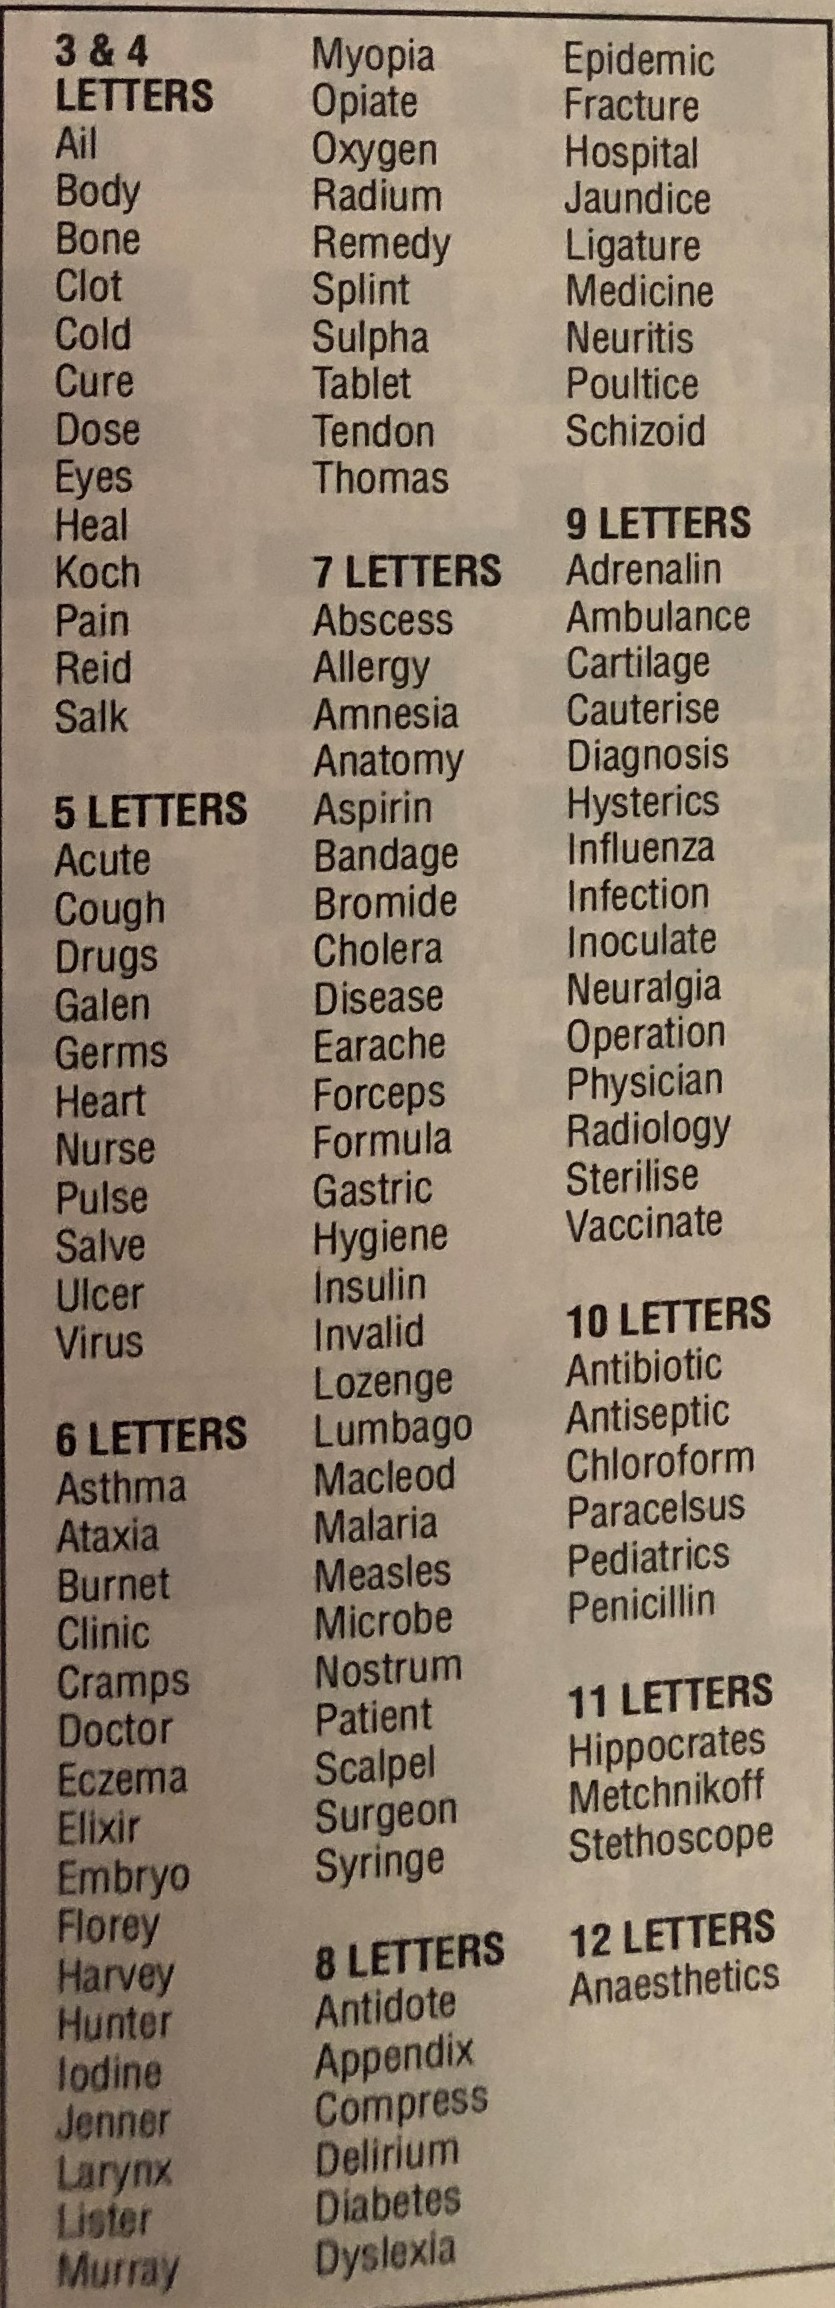 3 & 4
LETTERS
Ail
Body
Bone
Clot
Cold
Cure
Dose
Eyes
Heal
Koch
Pain
Reid
Salk
5 LETTERS
Acute
Cough
Drugs
Galen
Germs
Heart
Nurse
Pulse
Salve
Ulcer
Virus
6 LETTERS
Asthma
Ataxia
Burnet
Clinic
Cramps
Doctor
Eczema
Elixir
Embryo
Florey
Harvey
Hunter
Iodine
Jenner
Larynx
Lister
Murray
Myopia
Opiate
Oxygen
Radium
Remedy
Splint
Sulpha
Tablet
Tendon
Thomas
7 LETTERS
Abscess
Allergy
Amnesia
Anatomy
Aspirin
Bandage
Bromide
Cholera
Disease
Earache
Forceps
Formula
Gastric
Hygiene
Insulin
Invalid
Lozenge
Lumbago
Macleod
Malaria
Measles
Microbe
Nostrum
Patient
Scalpel
Surgeon
Syringe
8 LETTERS
Antidote
Appendix
Compress
Delirium
Diabetes
Dyslexia
Epidemic
Fracture
Hospital
Jaundice
Ligature
Medicine
Neuritis
Poultice
Schizoid
9 LETTERS
Adrenalin
Ambulance
Cartilage
Cauterise
Diagnosis
Hysterics
Influenza
Infection
Inoculate
Neuralgia
Operation
Physician
Radiology
Sterilise
Vaccinate
10 LETTERS
Antibiotic
Antiseptic
Chloroform
Paracelsus
Pediatrics
Penicillin
11 LETTERS
Hippocrates
Metchnikoff
Stethoscope
12 LETTERS
Anaesthetics